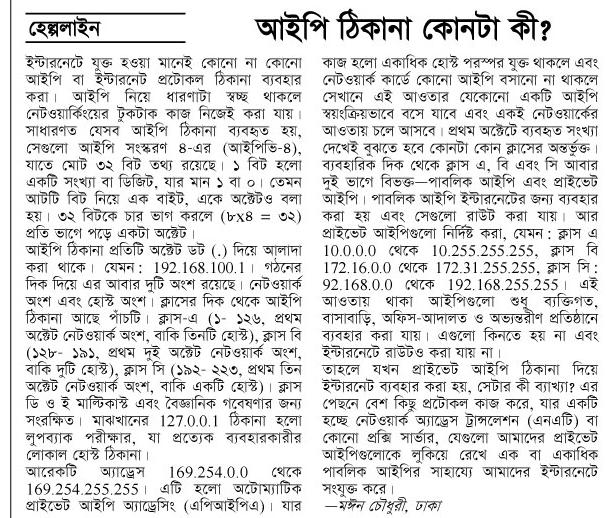 হেল্পলাইন
আইপি ঠিকানা কোনটা কী?
ইন্টারনেটে যুক্ত হওয়া মানেই কোনো না কোনো
আইপি বা ইন্টারনেট প্রটোকল ঠিকানা ব্যবহার
করা। আইপি নিয়ে ধারণাটা স্বচ্ছ থাকলে
নেটওয়ার্কিংয়ের টুকটাক কাজ নিজেই করা যায়।
সাধারণত যেসব আইপি ঠিকানা ব্যবহৃত হয়,
সেগুলো আইপি সংস্করণ ৪-এর (আইপিভি-৪),
যাতে মোট ৩২ বিট তথ্য রয়েছে। ১ বিট হলো
একটি সংখ্যা বা ডিজিট, যার মান ১ বা ০। তেমন
আটটি বিট নিয়ে এক বাইট, একে অক্টেটও বলা
হয়। ৩২ বিটকে চার ভাগ করলে (৮x৪ = ৩২)
প্রতি ভাগে পড়ে একটা অক্টেট।
আইপি ঠিকানা প্রতিটি অক্টেট ডট (.) দিয়ে আলাদা
করা থাকে। যেমন : 192.168.100.1। গঠনের
দিক দিয়ে এর আবার দুটি অংশ রয়েছে। নেটওয়ার্ক
অংশ এবং হোস্ট অংশ। ক্লাসের দিক থেকে আইপি
ঠিকানা আছে পাঁচটি। ক্লাস-এ (১- ১২৬, প্রথম
অক্টেট নেটওয়ার্ক অংশ, বাকি তিনটি হোস্ট), ক্লাস বি
(১২৮- ১৯১, প্রথম দুই অক্টেট নেটওয়ার্ক অংশ,
বাকি দুটি হোস্ট), ক্লাস সি (১৯২- ২২৩, প্রথম তিন
অক্টেট নেটওয়ার্ক অংশ, বাকি একটি হোস্ট)। ক্লাস
ডি ও ই মাল্টিকাস্ট এবং বৈজ্ঞানিক গবেষণার জন্য
সংরক্ষিত। মাঝখানের 127.0.0.1 ঠিকানা হলো
লুপব্যাক পরীক্ষার, যা প্রত্যেক ব্যবহারকারীর
লোকাল হোস্ট ঠিকানা।
আরেকটি অ্যাড্রেস 169.254.0.0 থেকে
169.254.255.255। এটি হলো অটোম্যাটিক
প্রাইভেট আইপি অ্যাড্রেসিং (এপিআইপিএ)। যার
কাজ হলো একাধিক হোস্ট পরস্পর যুক্ত থাকলে এবং
নেটওয়ার্ক কার্ডে কোনো আইপি বসানো না থাকলে
সেখানে এই আওতার যেকোনো একটি আইপি
স্বয়ংক্রিয়ভাবে বসে যাবে এবং একই নেটওয়ার্কের
আওতায় চলে আসবে। প্রথম অক্টেটে ব্যবহৃত সংখ্যা
দেখেই বুঝতে হবে কোনটা কোন ক্লাসের অন্তর্ভুক্ত।
ব্যবহারিক দিক থেকে ক্লাস এ, বি এবং সি আবার
দুই ভাগে বিভক্ত—পাবলিক আইপি এবং প্রাইভেট
আইপি। পাবলিক আইপি ইন্টারনেটের জন্য ব্যবহার
করা হয় এবং সেগুলো রাউট করা যায়। আর
প্রাইভেট আইপিগুলো নির্দিষ্ট করা, যেমন : ক্লাস এ
10.0.0.0 থেকে 10.255.255.255, ক্লাস বি
172.16.0.0 থেকে 172.31.255.255, ক্লাস সি :
92.168.0.0 থেকে 192.168.255.255। এই
আওতায় থাকা আইপিগুলো শুধু ব্যক্তিগত,
বাসাবাড়ি, অফিস-আদালত ও অভ্যন্তরীণ প্রতিষ্ঠানে
ব্যবহার করা যায়। এগুলো কিনতে হয় না এবং
ইন্টারনেটে রাউটও করা যায় না।
তাহলে যখন প্রাইভেট আইপি ঠিকানা দিয়ে
ইন্টারনেট ব্যবহার করা হয়, সেটার কী ব্যাখ্যা? এর
পেছনে বেশ কিছু প্রটোকল কাজ করে, যার একটি
হচ্ছে নেটওয়ার্ক অ্যাড্রেস ট্রান্সলেশন (এনএটি) বা
কোনো প্রক্সি সার্ভার, যেগুলো আমাদের প্রাইভেট
আইপিগুলোকে লুকিয়ে রেখে এক বা একাধিক
পাবলিক আইপির সাহায্যে আমাদের ইন্টারনেটে
সংযুক্ত করে।
—মঈন চৌধুরী, ঢাকা